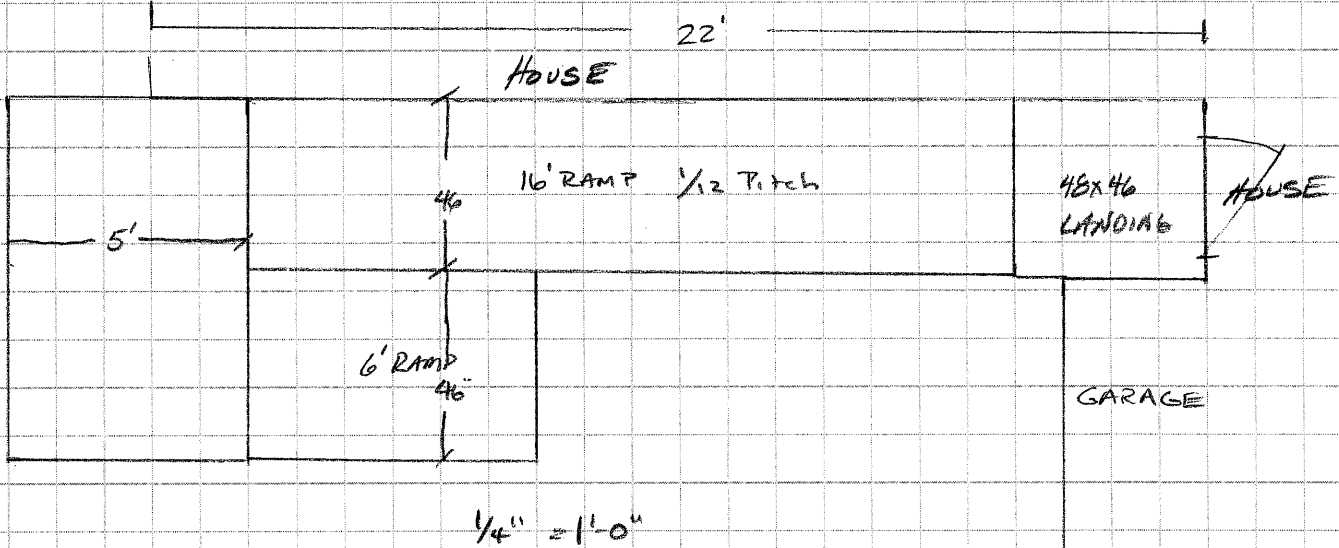 22'
HOUSE
16' RAMP 1/12 Pitch
46
48x46
LANDING
HOUSE
5'
6' RAMP
46"
GARAGE
1/4" = 1'-0"